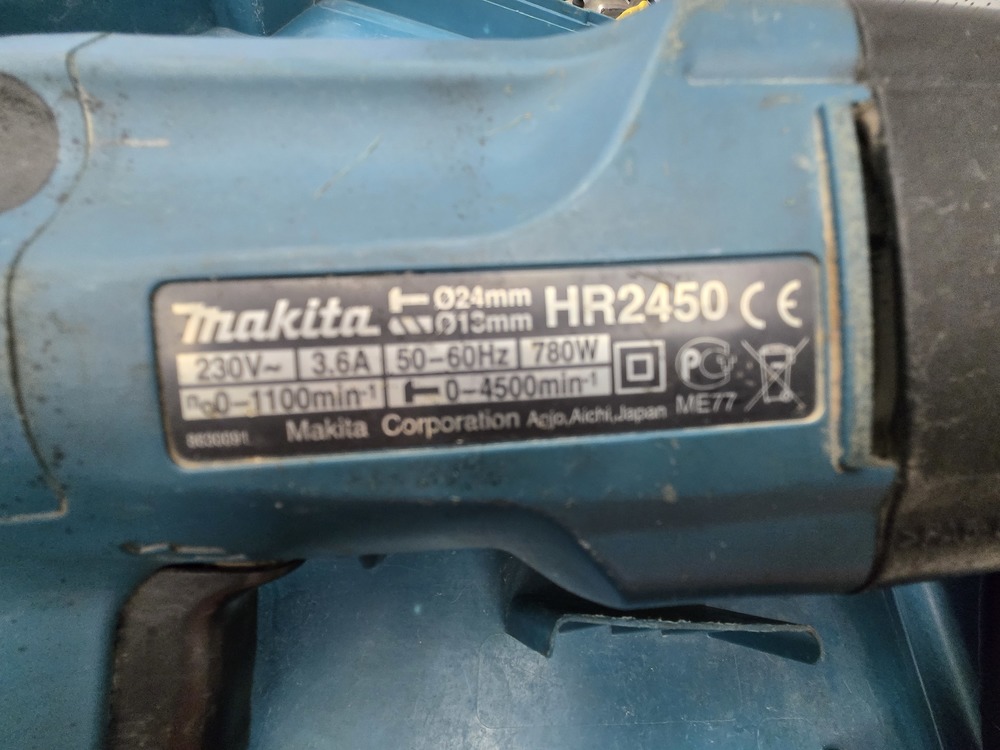 makita Ø24mm HR2450 CE
Ø13mm
230V~ 3.6A 50-60Hz 780W
n₀0-1100min⁻¹ 0-4500min⁻¹
ME77
Makita Corporation Anjo,Aichi,Japan